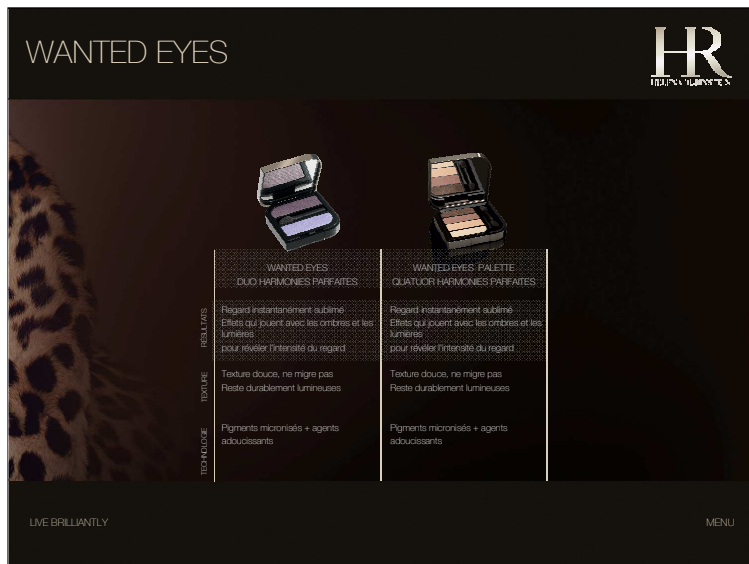 WANTED EYES
HR
WANTED EYES
DUO HARMONIES PARFAITES
WANTED EYES PALETTE
QUATUOR HARMONIES PARFAITES
RÉSULTATS
Regard instantanément sublimé
Effets qui jouent avec les ombres et les
lumières
pour révéler l'intensité du regard
Regard instantanément sublimé
Effets qui jouent avec les ombres et les
lumières
pour révéler l'intensité du regard
TEXTURE
Texture douce, ne migre pas
Reste durablement lumineuses
Texture douce, ne migre pas
Reste durablement lumineuses
TECHNOLOGIE
Pigments micronisés + agents
adoucissants
Pigments micronisés + agents
adoucissants
LIVE BRILLIANTLY
MENU